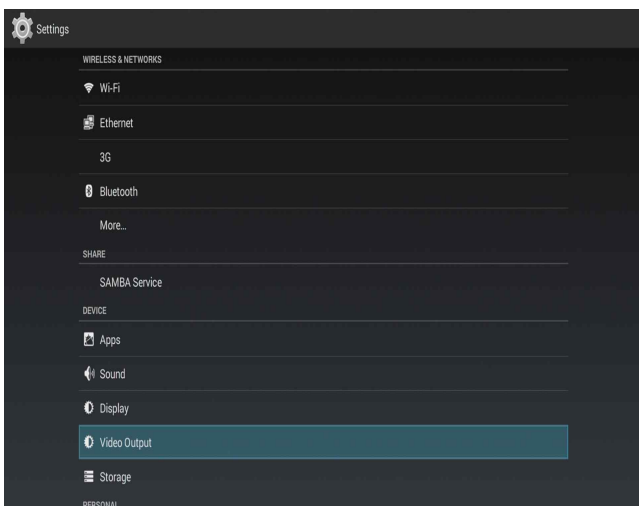 Settings
WIRELESS & NETWORKS
Wi-Fi
Ethernet
3G
Bluetooth
More...
SHARE
SAMBA Service
DEVICE
Apps
Sound
Display
Video Output
Storage
PERSONAL